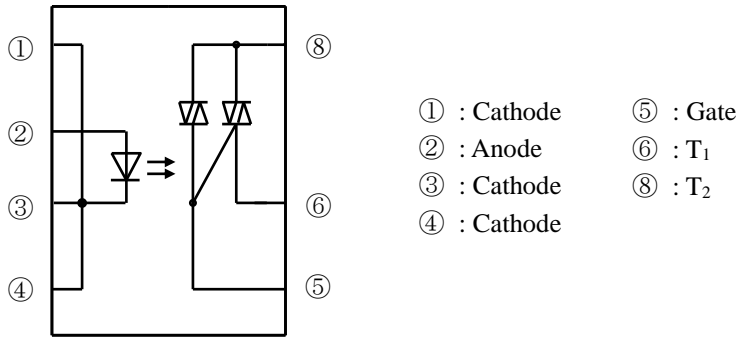 ①
②
③
④
⑧
⑥
⑤
① : Cathode
② : Anode
③ : Cathode
④ : Cathode
⑤ : Gate
⑥ : T₁
⑧ : T₂